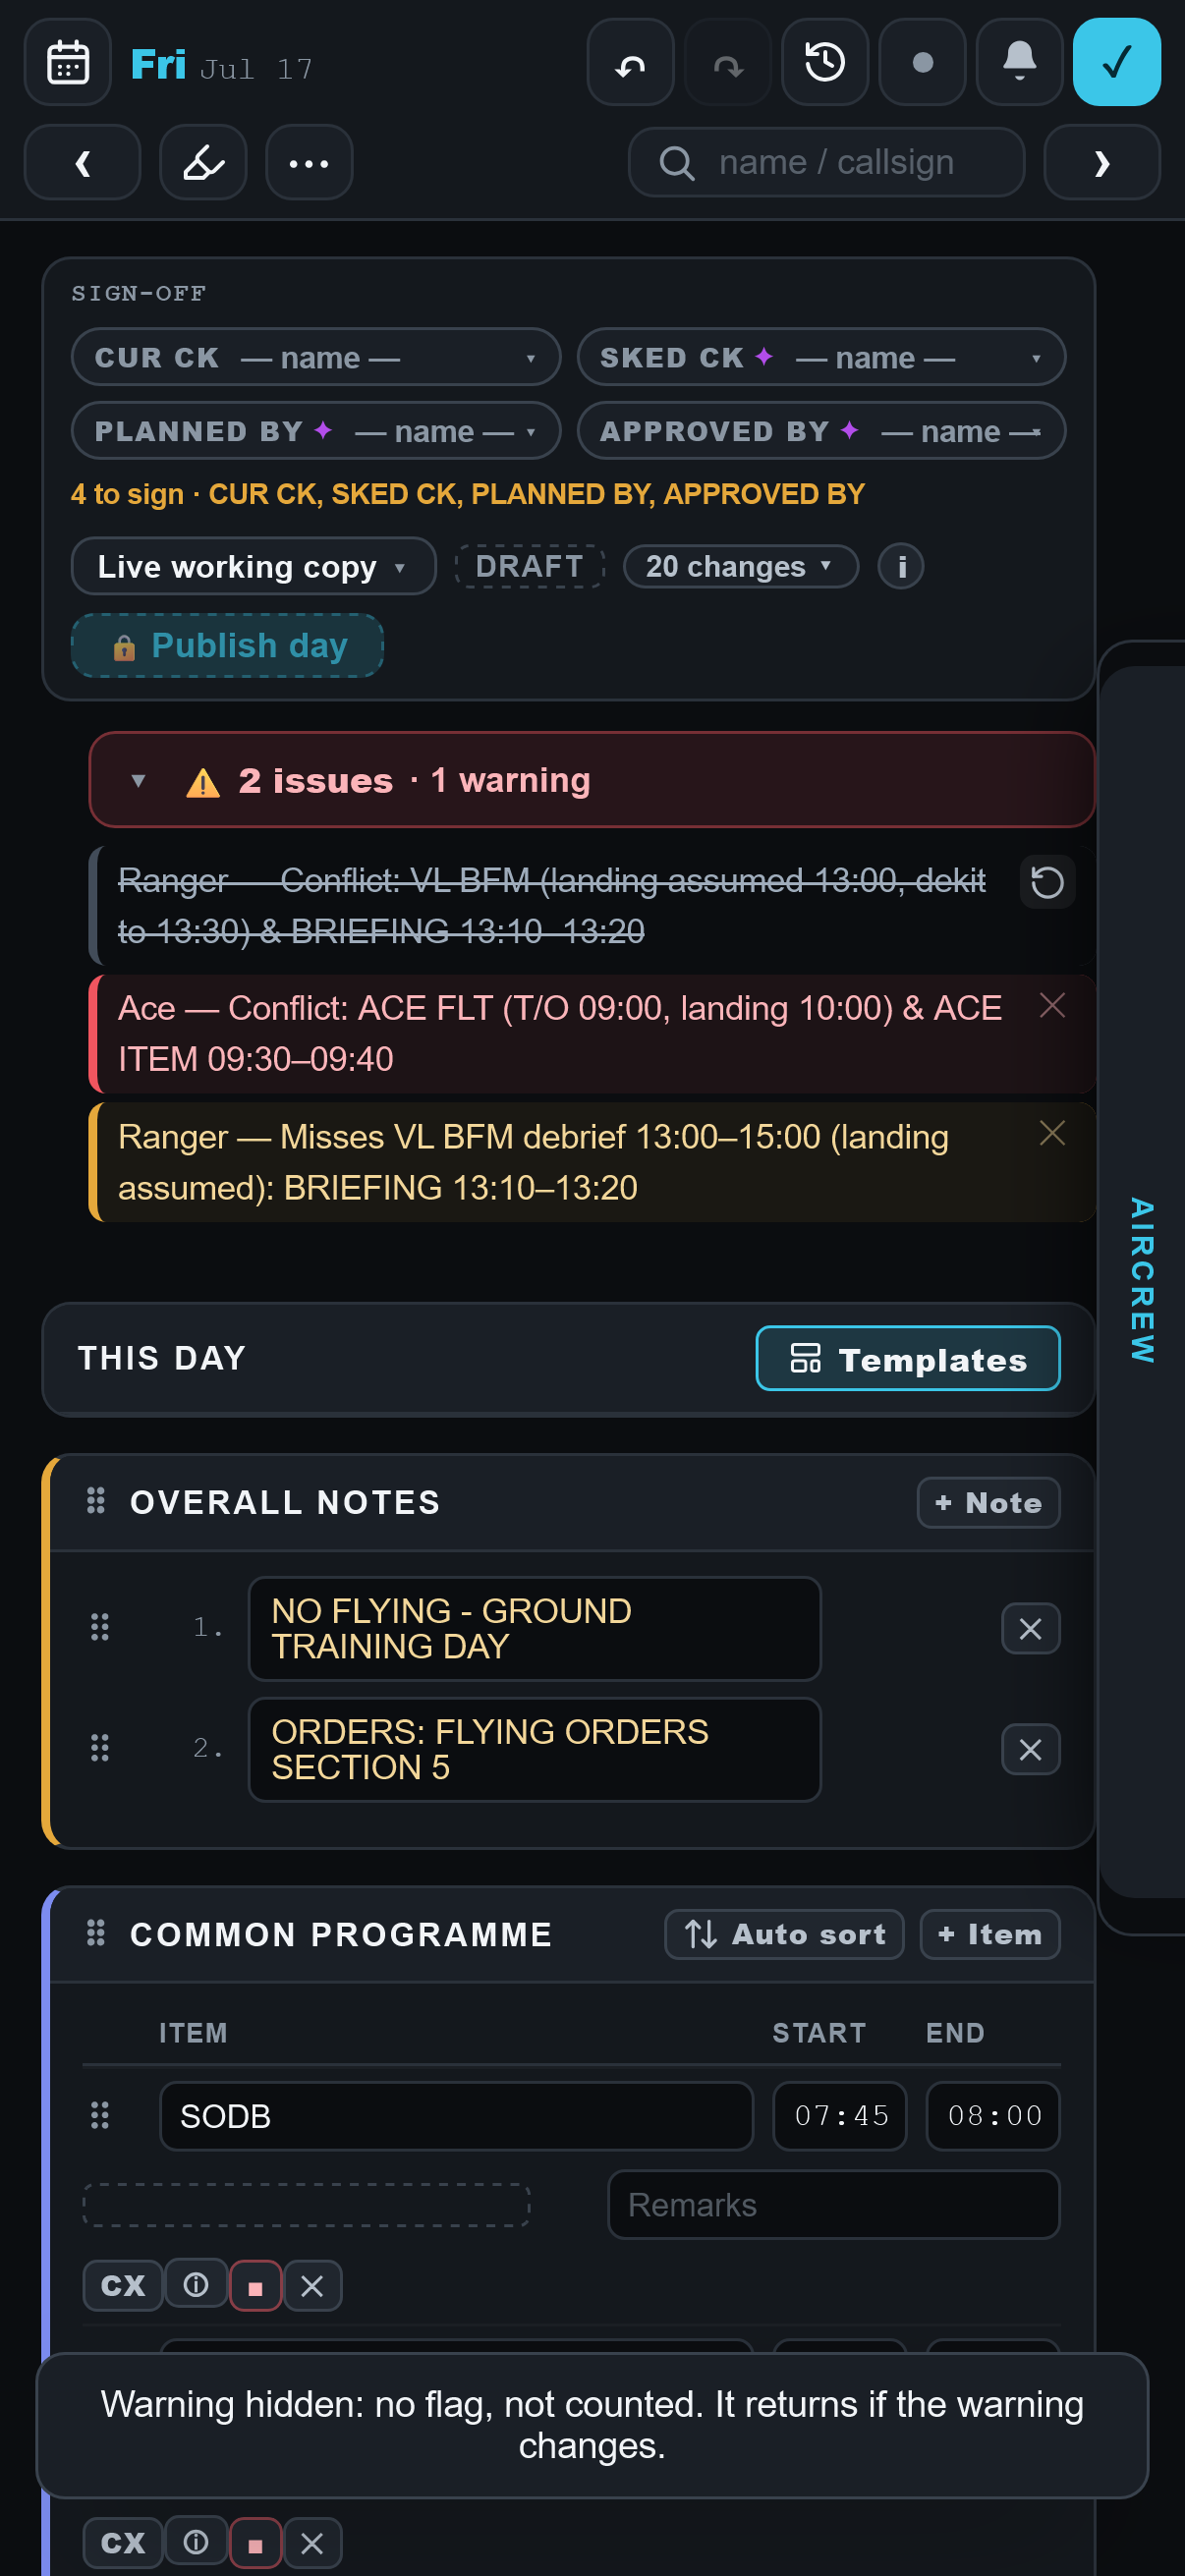 Fri Jul 17
name / callsign
SIGN-OFF
CUR CK — name —
SKED CK — name —
PLANNED BY — name —
APPROVED BY — name —
4 to sign · CUR CK, SKED CK, PLANNED BY, APPROVED BY
Live working copy
DRAFT
20 changes
i
Publish day
2 issues · 1 warning
Ranger — Conflict: VL BFM (landing assumed 13:00, dekit
to 13:30) & BRIEFING 13:10–13:20
Ace — Conflict: ACE FLT (T/O 09:00, landing 10:00) & ACE
ITEM 09:30–09:40
Ranger — Misses VL BFM debrief 13:00–15:00 (landing
assumed): BRIEFING 13:10–13:20
AIRCREW
THIS DAY
Templates
OVERALL NOTES
+ Note
1. NO FLYING - GROUND
TRAINING DAY
2. ORDERS: FLYING ORDERS
SECTION 5
COMMON PROGRAMME
Auto sort
+ Item
ITEM START END
SODB 07:45 08:00
Remarks
CX
Warning hidden: no flag, not counted. It returns if the warning
changes.
CX